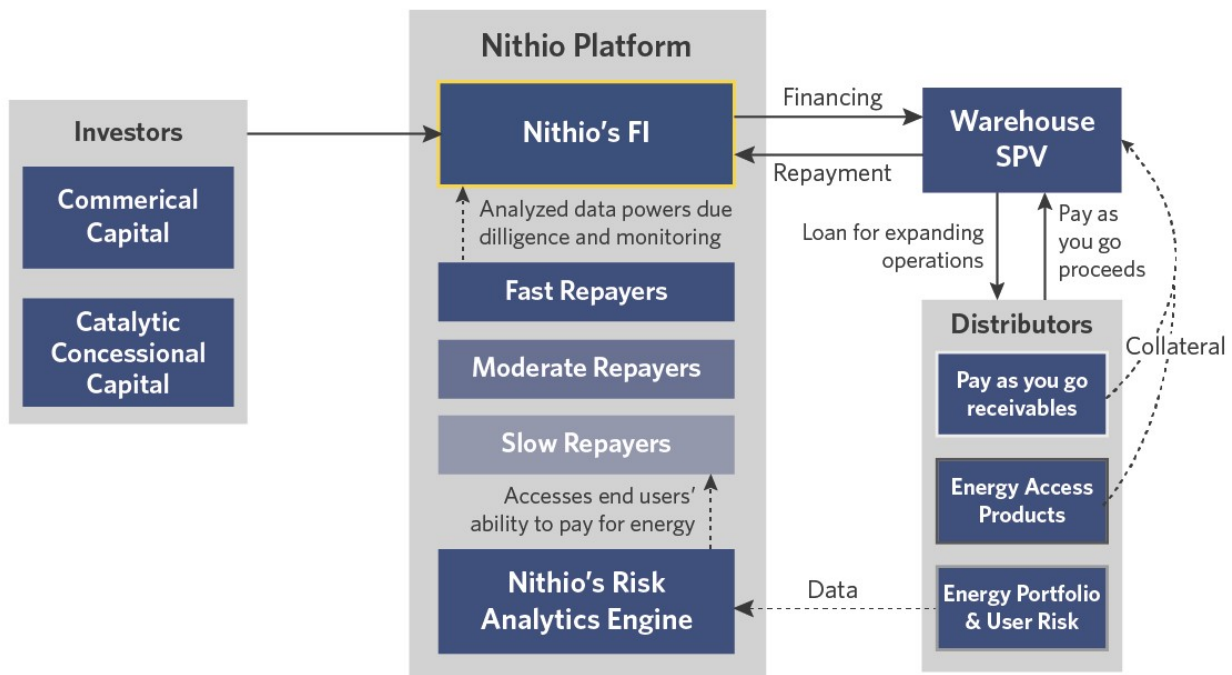 Investors
Commerical
Capital
Catalytic
Concessional
Capital
Nithio Platform
Nithio's FI
Analyzed data powers due
dilligence and monitoring
Fast Repayers
Moderate Repayers
Slow Repayers
Accesses end users'
ability to pay for energy
Nithio's Risk
Analytics Engine
Financing
Repayment
Warehouse
SPV
Loan for expanding
operations
Pay as
you go
proceeds
Distributors
Collateral
Pay as you go
receivables
Energy Access
Products
Energy Portfolio
& User Risk
Data